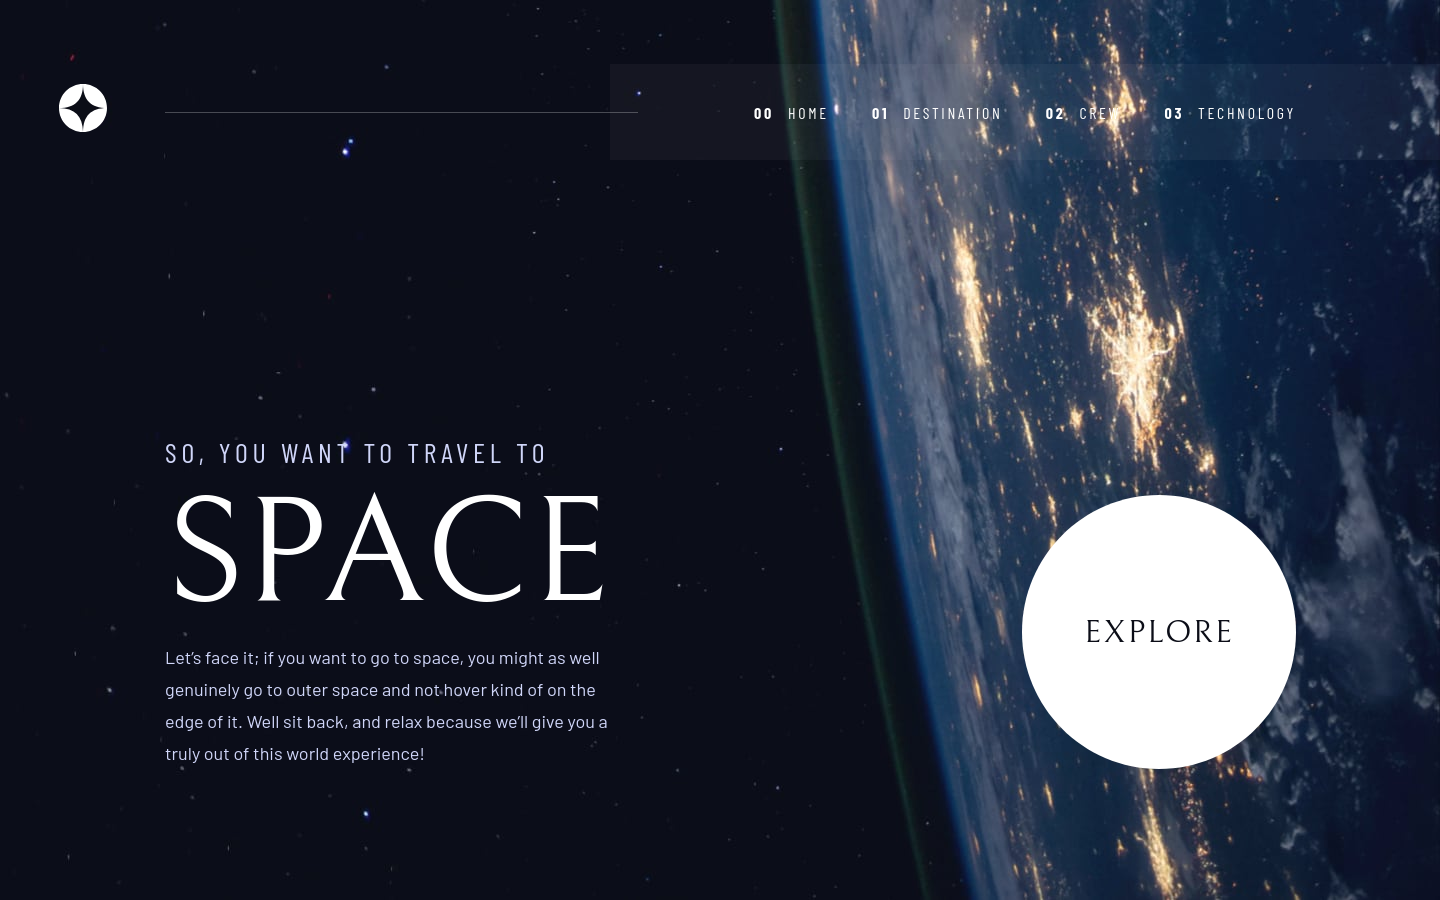 00 HOME 01 DESTINATION 02 CREW 03 TECHNOLOGY
SO, YOU WANT TO TRAVEL TO
SPACE
Let’s face it; if you want to go to space, you might as well
genuinely go to outer space and not hover kind of on the
edge of it. Well sit back, and relax because we’ll give you a
truly out of this world experience!
EXPLORE